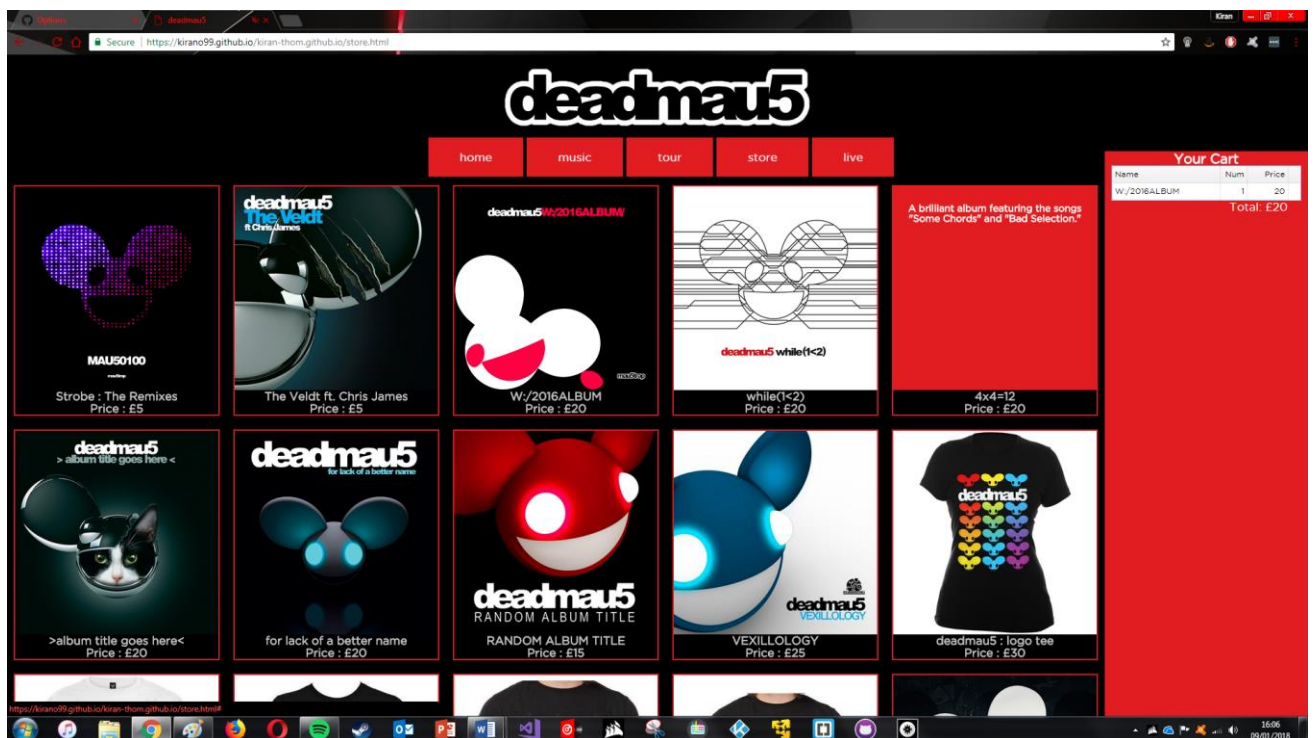 Options
deadmau5
Kiran
Secure
https://kirano99.github.io/kiran-thom.github.io/store.html
deadmau5
home
music
tour
store
live
Your Cart
Name Num Price
W:/2016ALBUM 1 20
Total: £20
MAU50100
mau5trap
Strobe : The Remixes
Price : £5
deadmau5
The Veldt
ft Chris James
The Veldt ft. Chris James
Price : £5
deadmau5W:/2016ALBUM/
mau5trap
W:/2016ALBUM
Price : £20
deadmau5 while(1<2)
while(1<2)
Price : £20
A brilliant album featuring the songs
"Some Chords" and "Bad Selection."
4x4=12
Price : £20
deadmau5
> album title goes here <
>album title goes here<
Price : £20
deadmau5
for lack of a better name
for lack of a better name
Price : £20
deadmau5
RANDOM ALBUM TITLE
RANDOM ALBUM TITLE
Price : £15
deadmau5
VEXILLOLOGY
VEXILLOLOGY
Price : £25
deadmau5
deadmau5 : logo tee
Price : £30
https://kirano99.github.io/kiran-thom.github.io/store.html#
16:06
09/01/2018